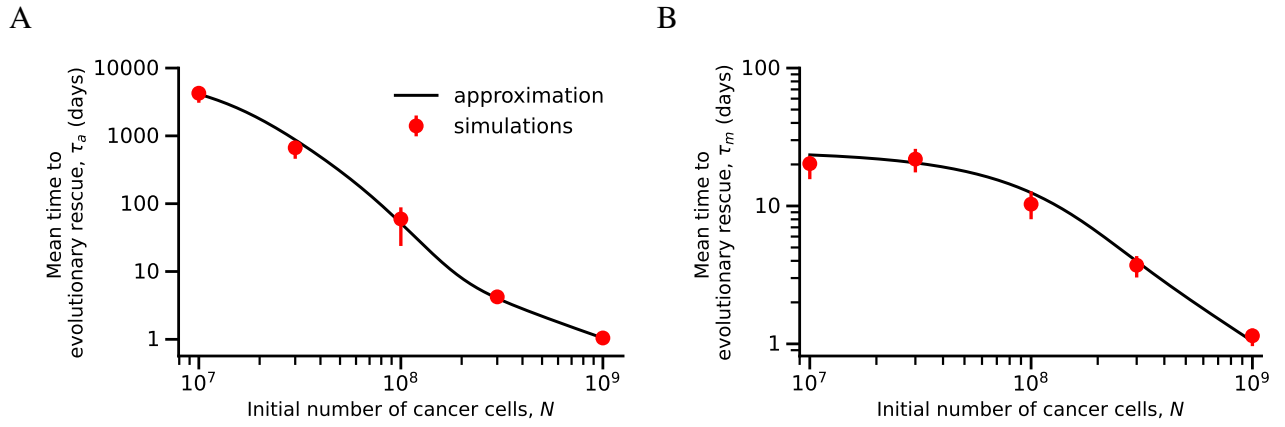 A
B
Mean time to
evolutionary rescue, τₐ (days)
10000
1000
100
10
1
approximation
simulations
10⁷
10⁸
10⁹
Initial number of cancer cells, N
Mean time to
evolutionary rescue, τₘ (days)
100
10
1
10⁷
10⁸
10⁹
Initial number of cancer cells, N